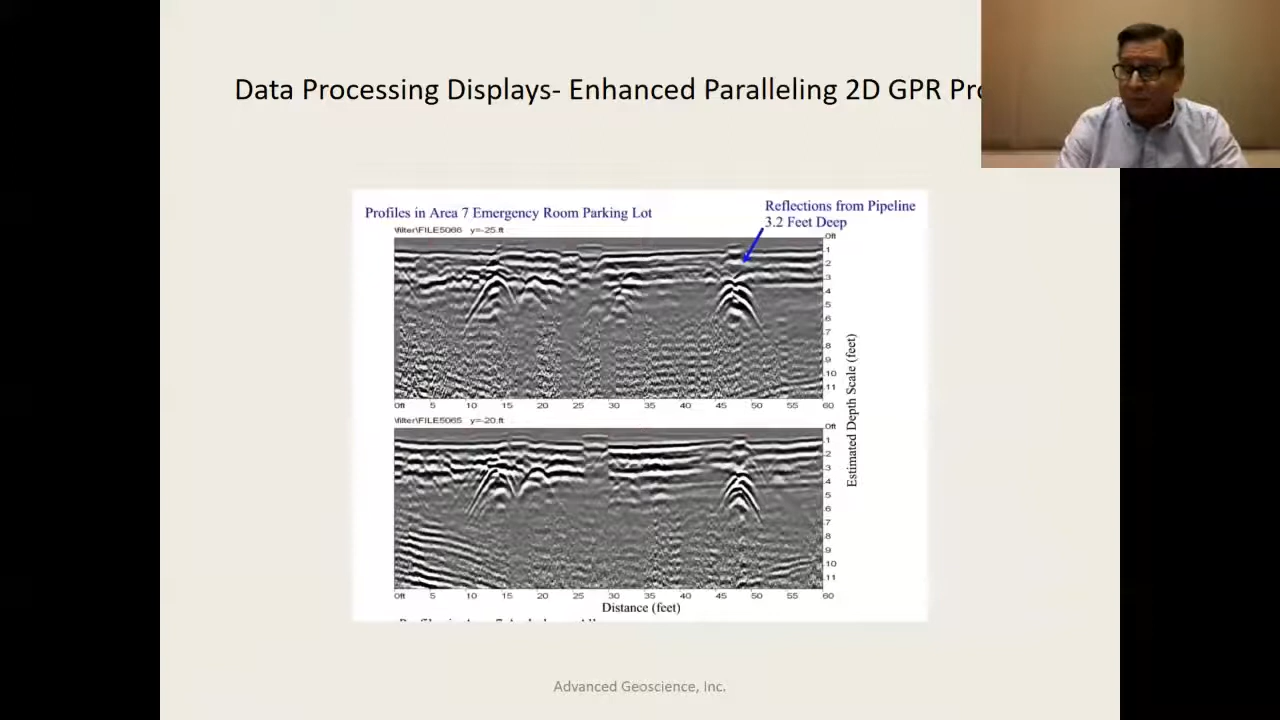 Data Processing Displays- Enhanced Paralleling 2D GPR
Profiles in Area 7 Emergency Room Parking Lot
Reflections from Pipeline
3.2 Feet Deep
\filter\FILE5066 y=-25.ft
0ft
1
2
3
4
5
6
7
8
9
10
11
0ft 5 10 15 20 25 30 35 40 45 50 55 60
Estimated Depth Scale (feet)
\filter\FILE5065 y=-20.ft
0ft
1
2
3
4
5
6
7
8
9
10
11
0ft 5 10 15 20 25 30 35 40 45 50 55 60
Distance (feet)
Advanced Geoscience, Inc.